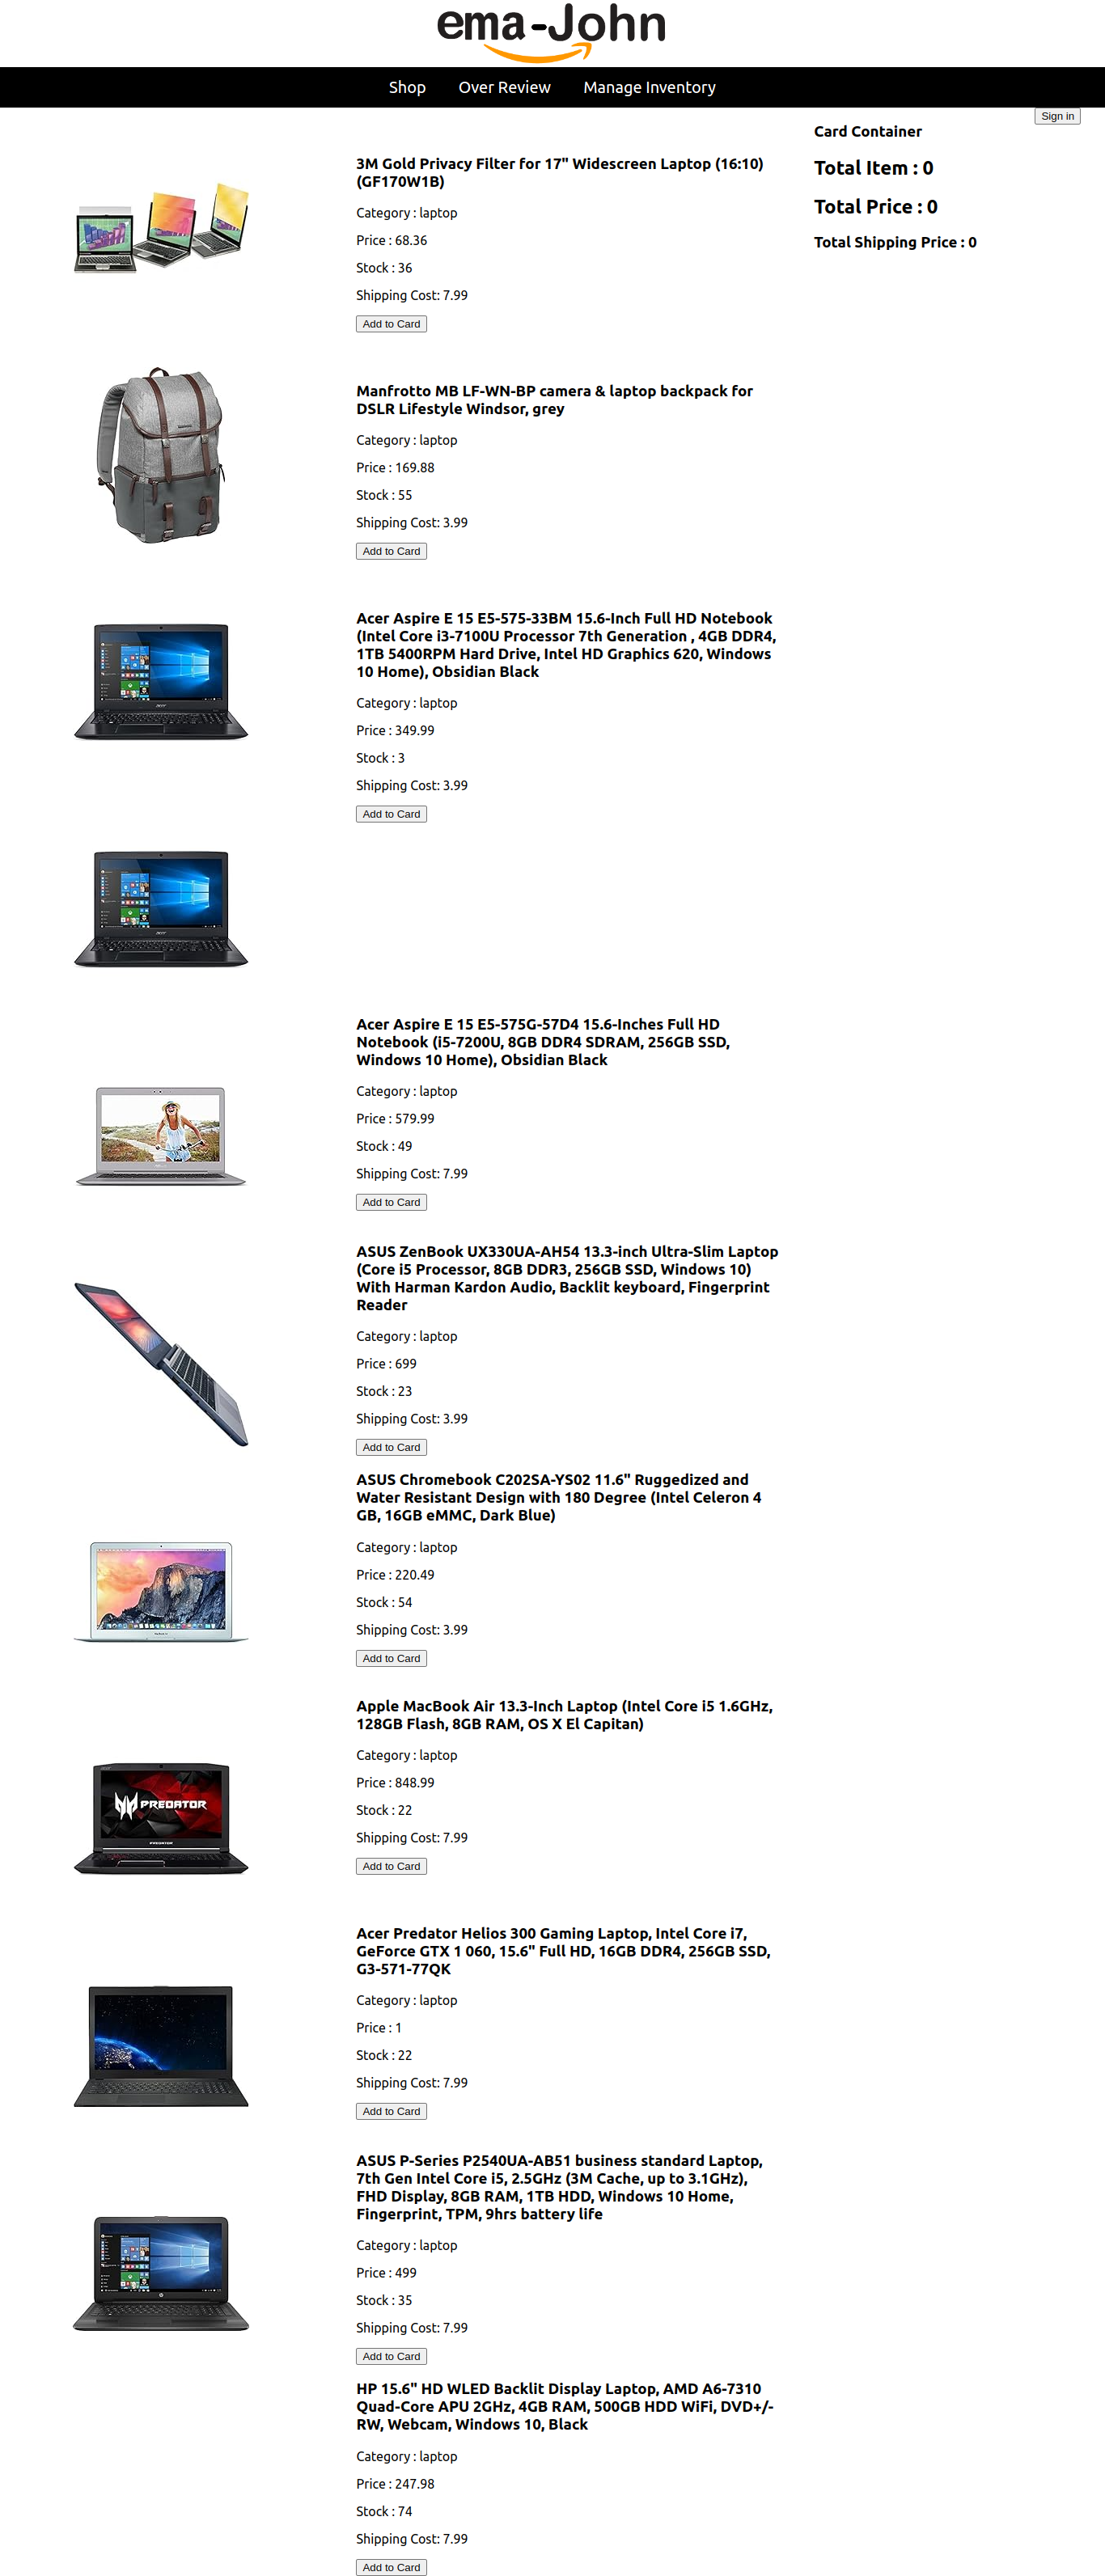 ema-John
Shop Over Review Manage Inventory
Sign in
Card Container
Total Item : 0
Total Price : 0
Total Shipping Price : 0
3M Gold Privacy Filter for 17" Widescreen Laptop (16:10)
(GF170W1B)
Category : laptop
Price : 68.36
Stock : 36
Shipping Cost: 7.99
Add to Card
Manfrotto MB LF-WN-BP camera & laptop backpack for
DSLR Lifestyle Windsor, grey
Category : laptop
Price : 169.88
Stock : 55
Shipping Cost: 3.99
Add to Card
Acer Aspire E 15 E5-575-33BM 15.6-Inch Full HD Notebook
(Intel Core i3-7100U Processor 7th Generation , 4GB DDR4,
1TB 5400RPM Hard Drive, Intel HD Graphics 620, Windows
10 Home), Obsidian Black
Category : laptop
Price : 349.99
Stock : 3
Shipping Cost: 3.99
Add to Card
Acer Aspire E 15 E5-575G-57D4 15.6-Inches Full HD
Notebook (i5-7200U, 8GB DDR4 SDRAM, 256GB SSD,
Windows 10 Home), Obsidian Black
Category : laptop
Price : 579.99
Stock : 49
Shipping Cost: 7.99
Add to Card
ASUS ZenBook UX330UA-AH54 13.3-inch Ultra-Slim Laptop
(Core i5 Processor, 8GB DDR3, 256GB SSD, Windows 10)
With Harman Kardon Audio, Backlit keyboard, Fingerprint
Reader
Category : laptop
Price : 699
Stock : 23
Shipping Cost: 3.99
Add to Card
ASUS Chromebook C202SA-YS02 11.6" Ruggedized and
Water Resistant Design with 180 Degree (Intel Celeron 4
GB, 16GB eMMC, Dark Blue)
Category : laptop
Price : 220.49
Stock : 54
Shipping Cost: 3.99
Add to Card
Apple MacBook Air 13.3-Inch Laptop (Intel Core i5 1.6GHz,
128GB Flash, 8GB RAM, OS X El Capitan)
Category : laptop
Price : 848.99
Stock : 22
Shipping Cost: 7.99
Add to Card
PREDATOR
Acer Predator Helios 300 Gaming Laptop, Intel Core i7,
GeForce GTX 1 060, 15.6" Full HD, 16GB DDR4, 256GB SSD,
G3-571-77QK
Category : laptop
Price : 1
Stock : 22
Shipping Cost: 7.99
Add to Card
ASUS P-Series P2540UA-AB51 business standard Laptop,
7th Gen Intel Core i5, 2.5GHz (3M Cache, up to 3.1GHz),
FHD Display, 8GB RAM, 1TB HDD, Windows 10 Home,
Fingerprint, TPM, 9hrs battery life
Category : laptop
Price : 499
Stock : 35
Shipping Cost: 7.99
Add to Card
HP 15.6" HD WLED Backlit Display Laptop, AMD A6-7310
Quad-Core APU 2GHz, 4GB RAM, 500GB HDD WiFi, DVD+/-
RW, Webcam, Windows 10, Black
Category : laptop
Price : 247.98
Stock : 74
Shipping Cost: 7.99
Add to Card